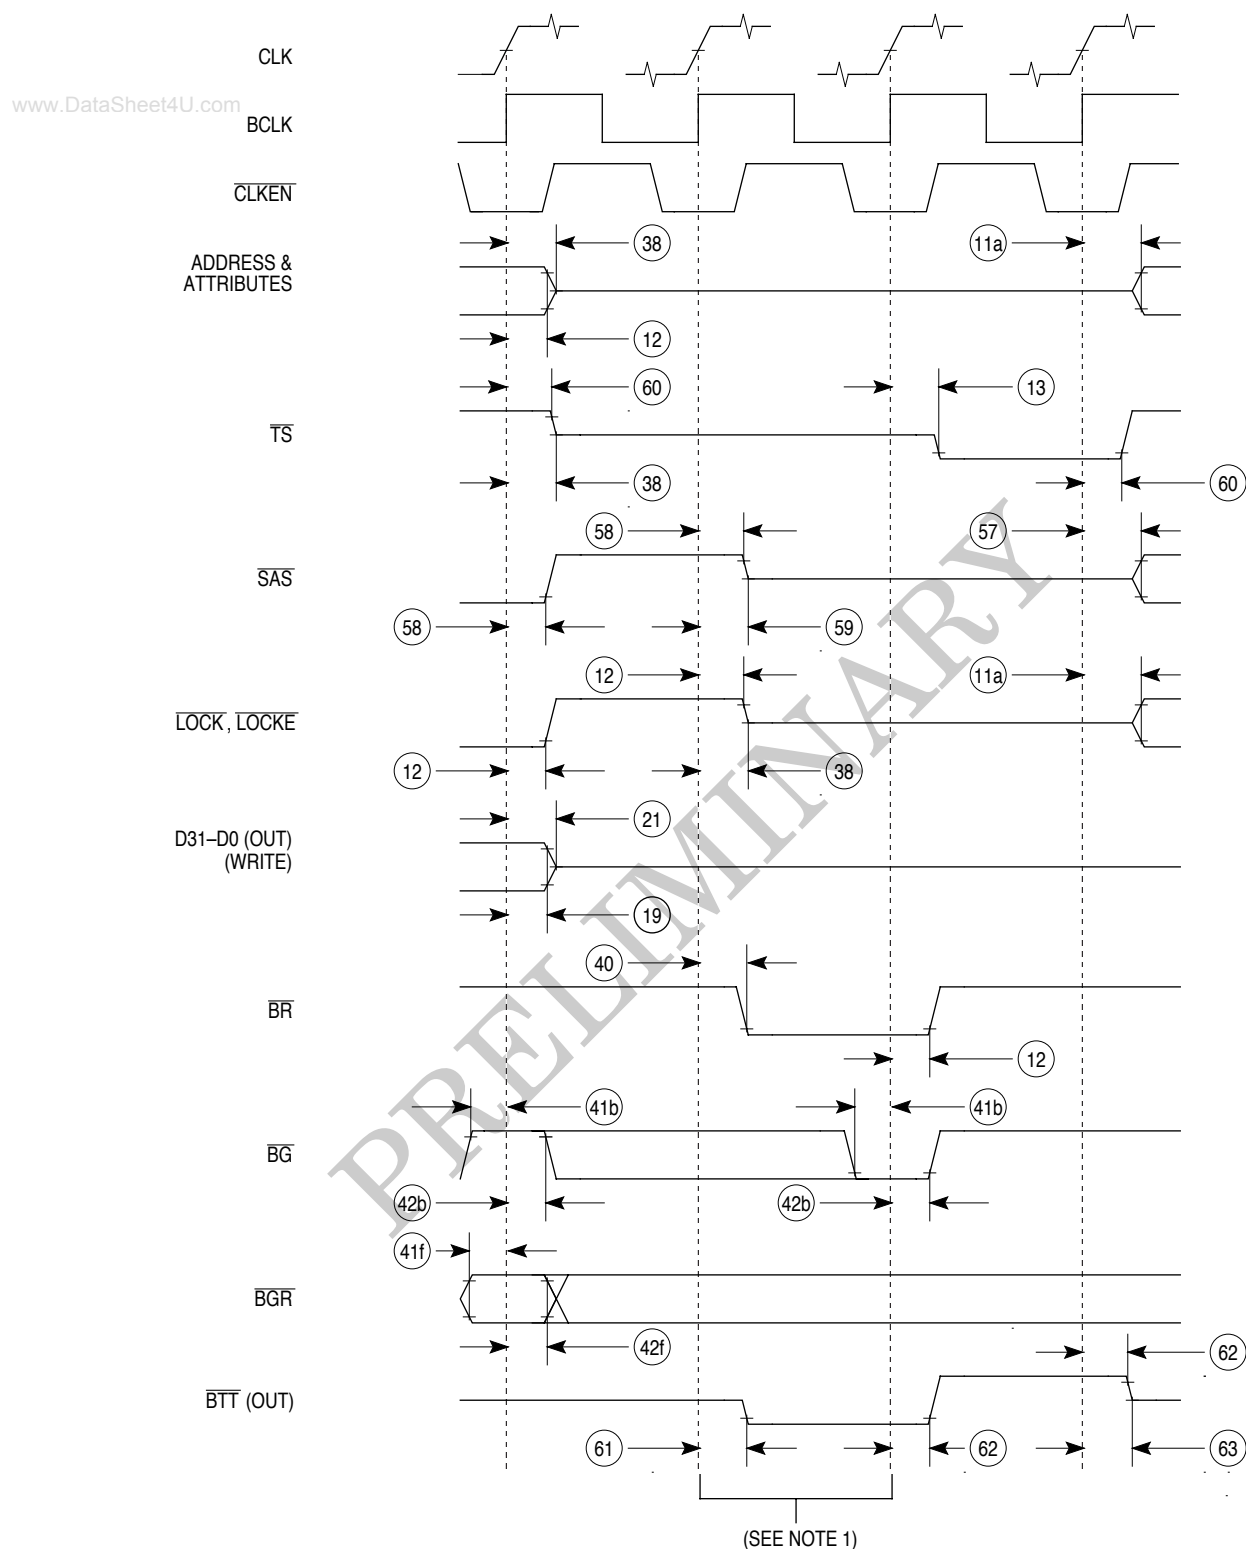 CLK
www.DataSheet4U.com
BCLK
CLKEN
38
11a
ADDRESS &
ATTRIBUTES
12
60
13
TS
38
60
58
57
SAS
58
59
12
11a
LOCK, LOCKE
12
38
21
D31–D0 (OUT)
(WRITE)
19
40
BR
12
41b
41b
BG
42b
42b
41f
BGR
42f
62
BTT (OUT)
61
62
63
(SEE NOTE 1)
PRELIMINARY